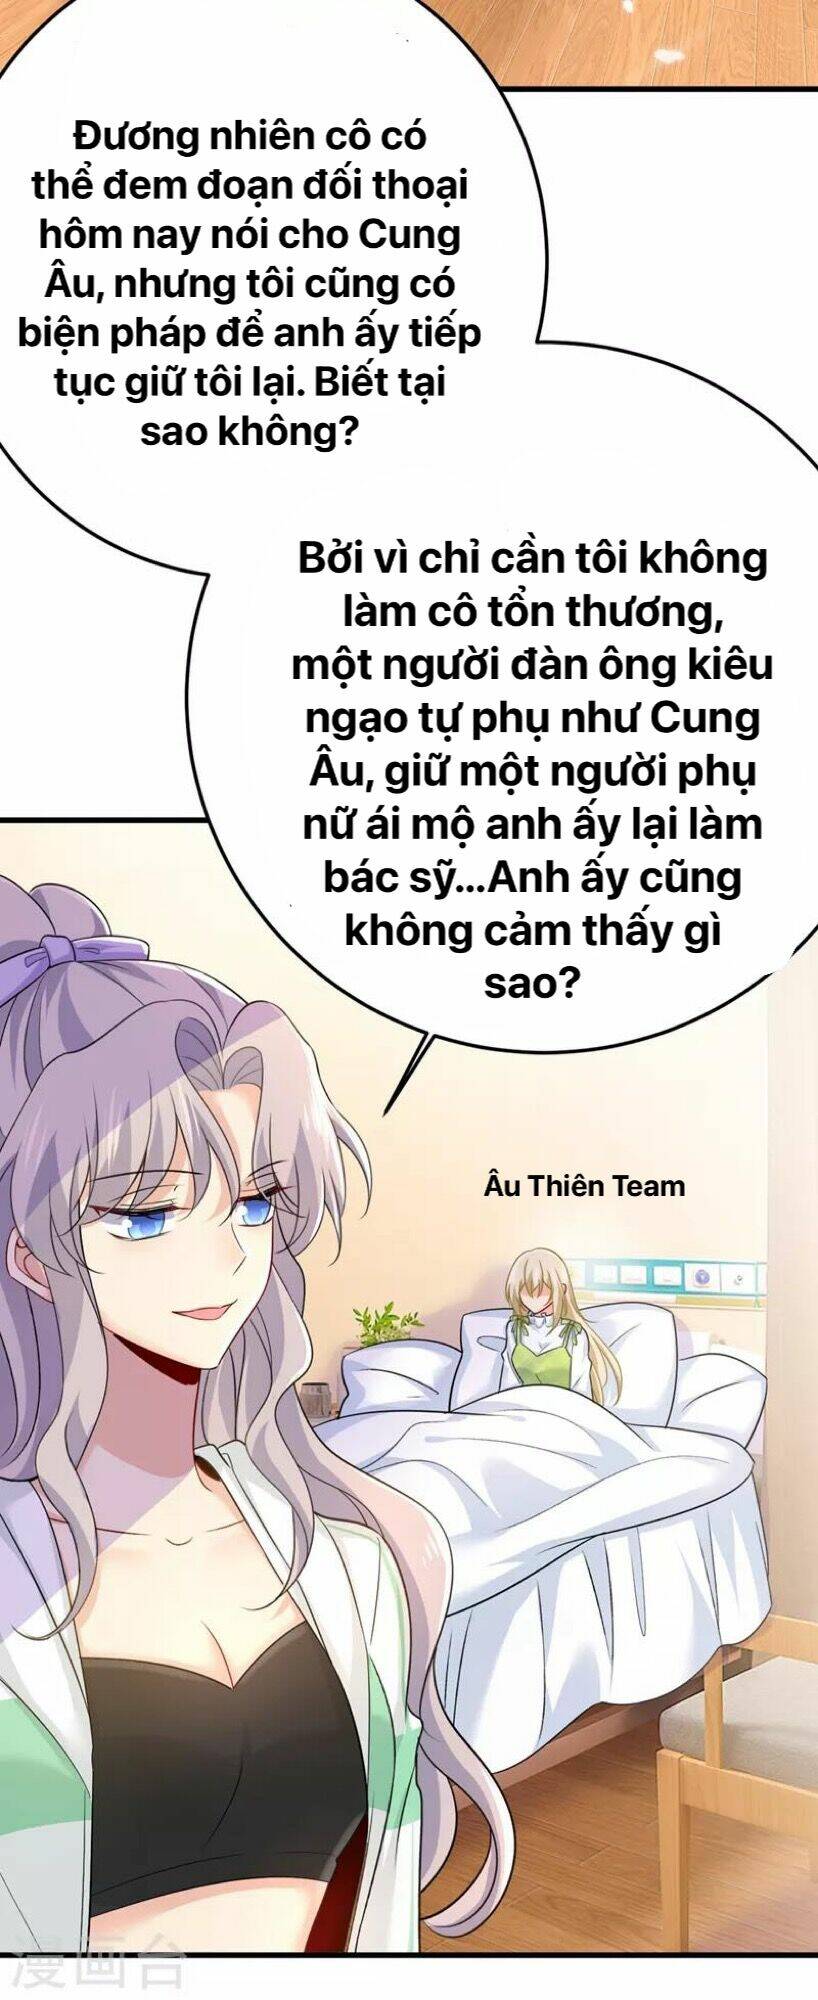 Đương nhiên cô có
thể đem đoạn đối thoại
hôm nay nói cho Cung
Âu, nhưng tôi cũng có
biện pháp để anh ấy tiếp
tục giữ tôi lại. Biết tại
sao không?
Bởi vì chỉ cần tôi không
làm cô tổn thương,
một người đàn ông kiêu
ngạo tự phụ như Cung
Âu, giữ một người phụ
nữ ái mộ anh ấy lại làm
bác sỹ...Anh ấy cũng
không cảm thấy gì
sao?
Âu Thiên Team
漫画台